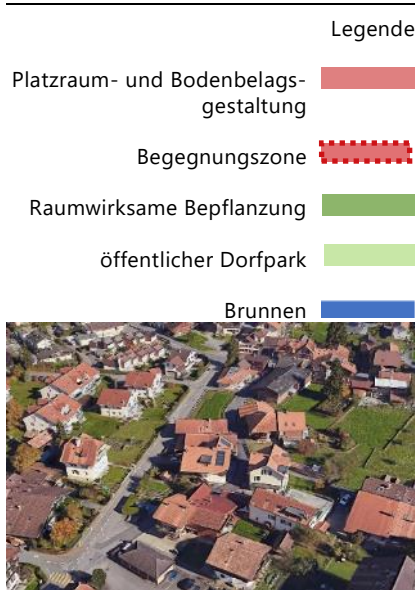 Legende
Platzraum- und Bodenbelags-
gestaltung
Begegnungszone
Raumwirksame Bepflanzung
öffentlicher Dorfpark
Brunnen